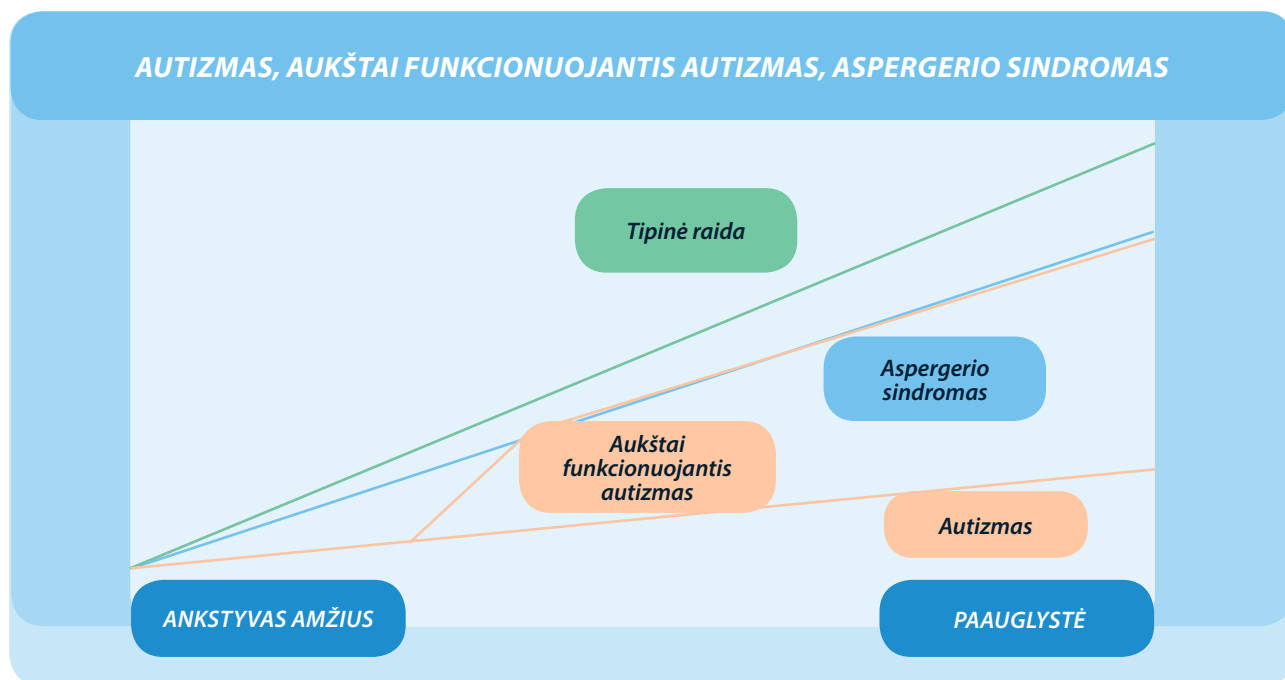 AUTIZMAS, AUKŠTAI FUNKCIONUOJANTIS AUTIZMAS, ASPERGERIO SINDROMAS
Tipinė raida
Aspergerio
sindromas
Aukštai
funkcionuojantis
autizmas
Autizmas
ANKSTYVAS AMŽIUS
PAAUGLYSTĖ